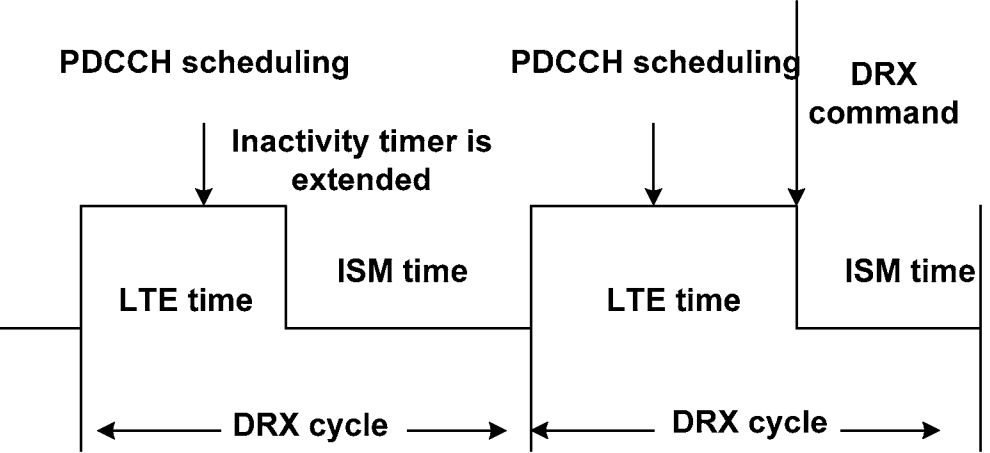 PDCCH scheduling
Inactivity timer is
extended
LTE time
ISM time
DRX cycle
PDCCH scheduling
DRX
command
LTE time
ISM time
DRX cycle